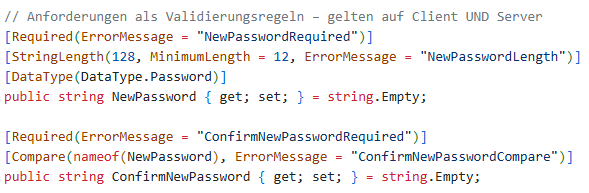 // Anforderungen als Validierungsregeln – gelten auf Client UND Server
[Required(ErrorMessage = "NewPasswordRequired")]
[StringLength(128, MinimumLength = 12, ErrorMessage = "NewPasswordLength")]
[DataType(DataType.Password)]
public string NewPassword { get; set; } = string.Empty;
[Required(ErrorMessage = "ConfirmNewPasswordRequired")]
[Compare(nameof(NewPassword), ErrorMessage = "ConfirmNewPasswordCompare")]
public string ConfirmNewPassword { get; set; } = string.Empty;